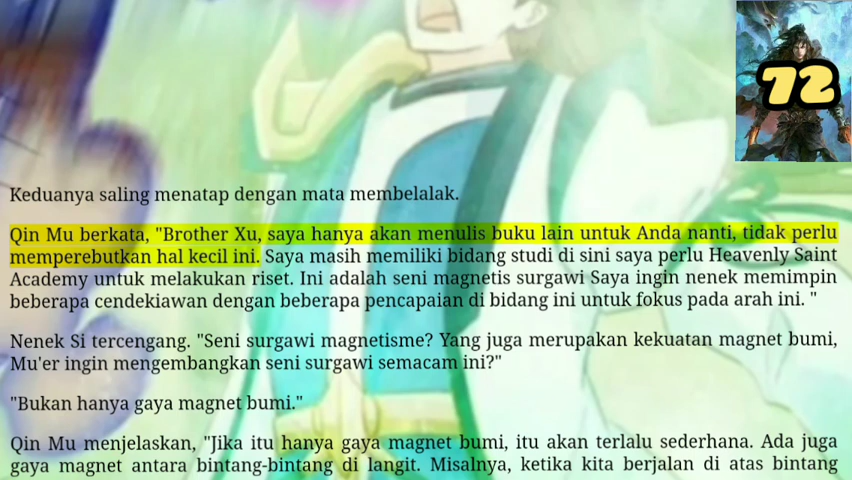 72
Keduanya saling menatap dengan mata membelalak.
Qin Mu berkata, "Brother Xu, saya hanya akan menulis buku lain untuk Anda nanti, tidak perlu
memperebutkan hal kecil ini. Saya masih memiliki bidang studi di sini saya perlu Heavenly Saint
Academy untuk melakukan riset. Ini adalah seni magnetis surgawi Saya ingin nenek memimpin
beberapa cendekiawan dengan beberapa pencapaian di bidang ini untuk fokus pada arah ini. "
Nenek Si tercengang. "Seni surgawi magnetisme? Yang juga merupakan kekuatan magnet bumi,
Mu'er ingin mengembangkan seni surgawi semacam ini?"
"Bukan hanya gaya magnet bumi."
Qin Mu menjelaskan, "Jika itu hanya gaya magnet bumi, itu akan terlalu sederhana. Ada juga
gaya magnet antara bintang-bintang di langit. Misalnya, ketika kita berjalan di atas bintang